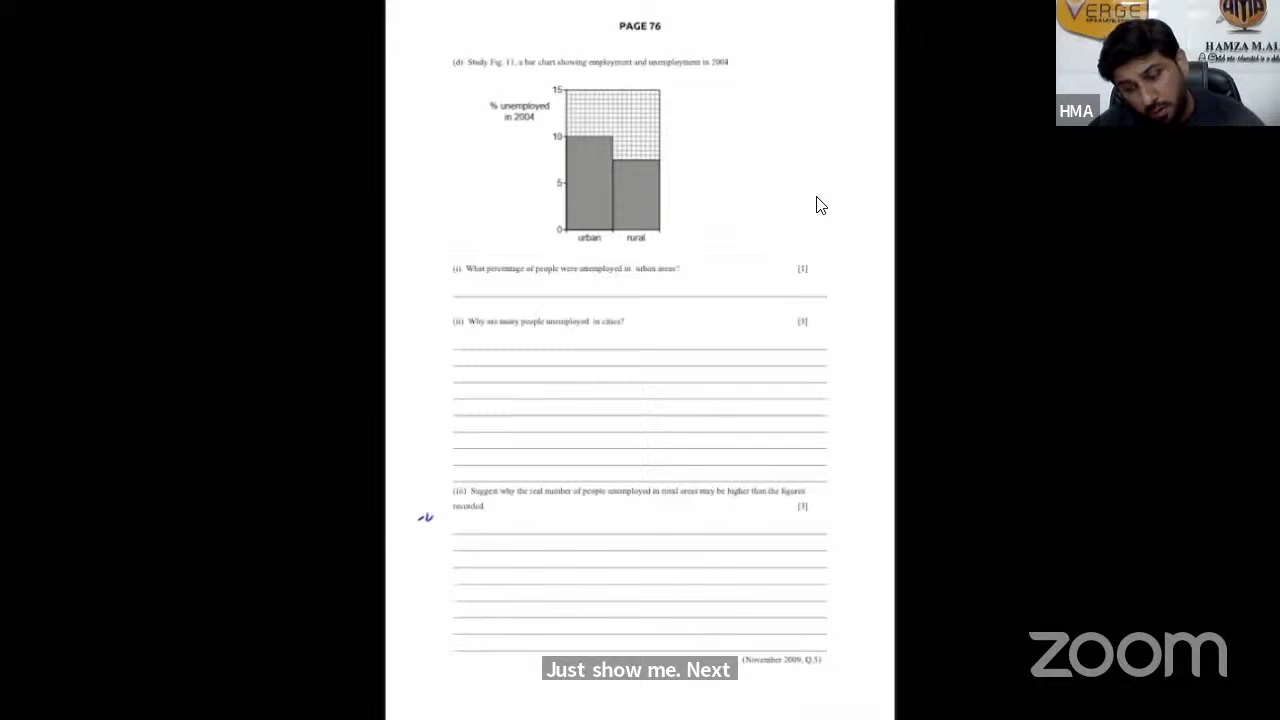 PAGE 76
(d) Study Fig. 11, a bar chart showing employment and unemployment in 2004
% unemployed
in 2004
15
10
5
0
urban
rural
(i) What percentage of people were unemployed in urban areas? [1]
(ii) Why are many people unemployed in cities? [5]
(iii) Suggest why the real number of people unemployed in rural areas may be higher than the figures
recorded. [3]
(November 2009, Q.5)
Just show me. Next
VERGE
HMA
HAMZA M.AL
zoom